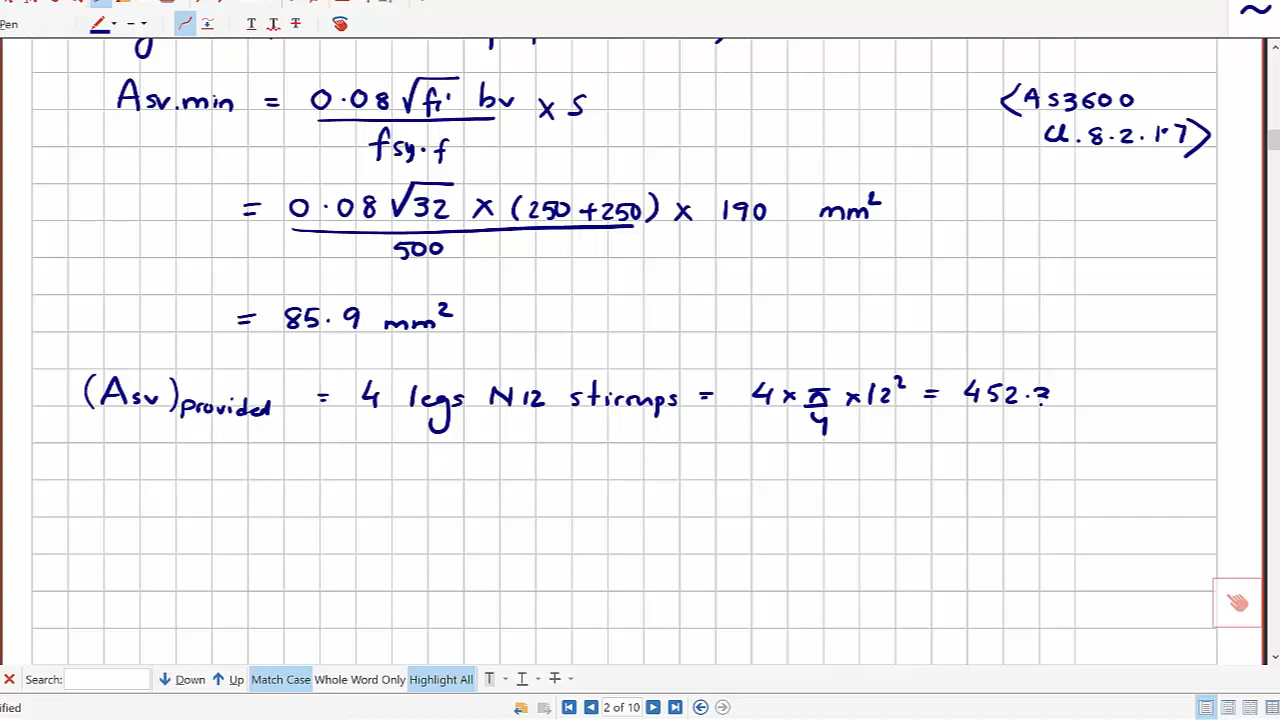 Pen
Asv.min = 0.08 √fc' bv / fsy.f × S
<AS3600
Cl. 8.2.1.7>
= 0.08 √32 × (250+250) / 500 × 190 mm²
= 85.9 mm²
(Asv)provided = 4 legs N12 stirrups = 4 × π/4 × 12² = 452.
Search: Down Up Match Case Whole Word Only Highlight All T T T
ified 2 of 10